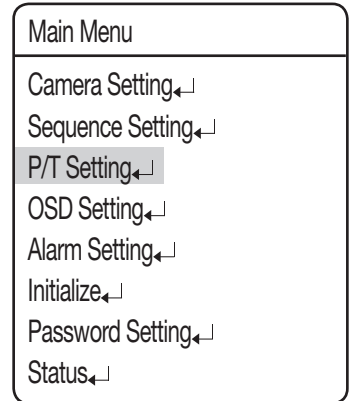 Main Menu
Camera Setting↵
Sequence Setting↵
P/T Setting↵
OSD Setting↵
Alarm Setting↵
Initialize↵
Password Setting↵
Status↵